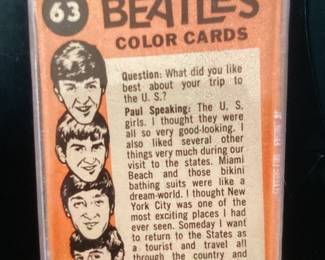 63
BEATLES
COLOR CARDS
Question: What did you like
best about your trip to
the U. S.?
Paul Speaking: The U. S.
girls. I thought they were
all so very good-looking. I
also liked several other
things very much during our
visit to the states. Miami
Beach and those bikini
bathing suits were like a
dream-world. I thought New
York City was one of the
most exciting places I had
ever seen. Someday I want
to return to the States as
a tourist and travel all
through the country and